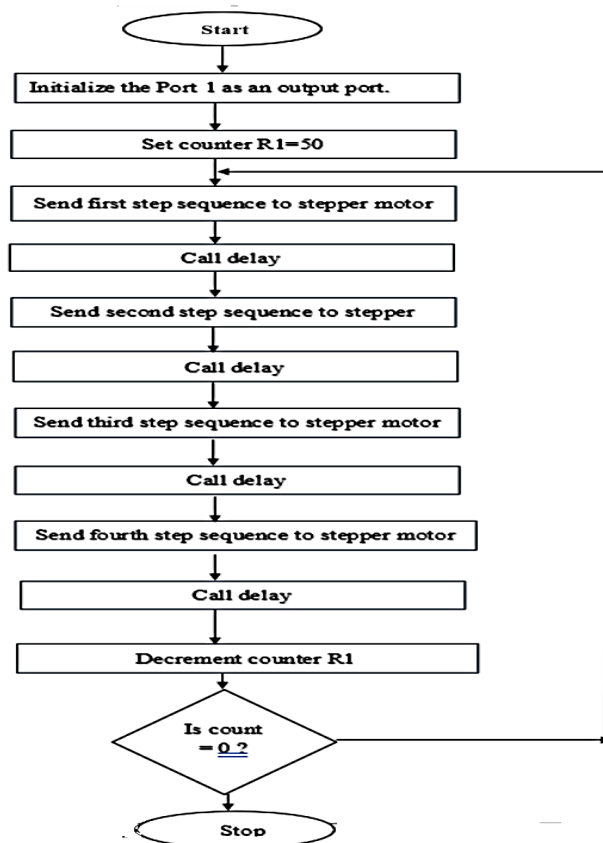 Start
Initialize the Port 1 as an output port.
Set counter R1=50
Send first step sequence to stepper motor
Call delay
Send second step sequence to stepper
Call delay
Send third step sequence to stepper motor
Call delay
Send fourth step sequence to stepper motor
Call delay
Decrement counter R1
Is count
= 0 ?
Stop